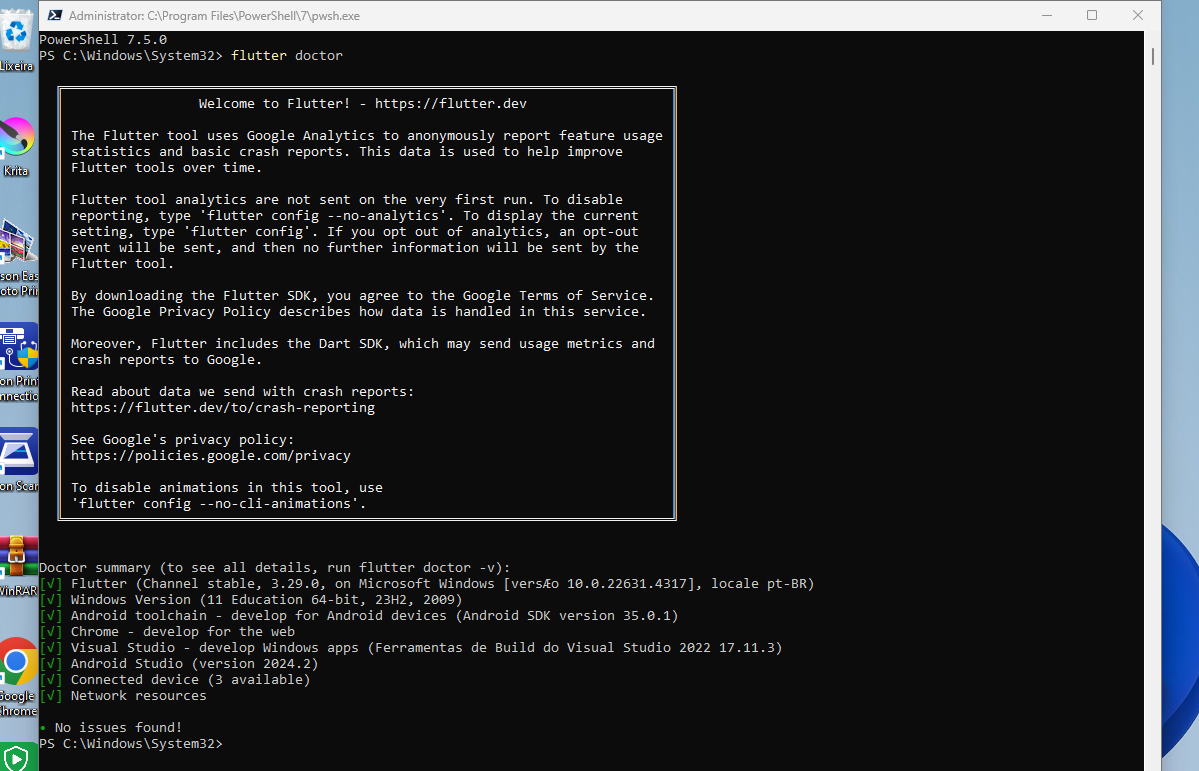 Administrator: C:\Program Files\PowerShell\7\pwsh.exe
PowerShell 7.5.0
PS C:\Windows\System32> flutter doctor
Welcome to Flutter! - https://flutter.dev
The Flutter tool uses Google Analytics to anonymously report feature usage
statistics and basic crash reports. This data is used to help improve
Flutter tools over time.
Flutter tool analytics are not sent on the very first run. To disable
reporting, type 'flutter config --no-analytics'. To display the current
setting, type 'flutter config'. If you opt out of analytics, an opt-out
event will be sent, and then no further information will be sent by the
Flutter tool.
By downloading the Flutter SDK, you agree to the Google Terms of Service.
The Google Privacy Policy describes how data is handled in this service.
Moreover, Flutter includes the Dart SDK, which may send usage metrics and
crash reports to Google.
Read about data we send with crash reports:
https://flutter.dev/to/crash-reporting
See Google's privacy policy:
https://policies.google.com/privacy
To disable animations in this tool, use
'flutter config --no-cli-animations'.
Doctor summary (to see all details, run flutter doctor -v):
[√] Flutter (Channel stable, 3.29.0, on Microsoft Windows [versÆo 10.0.22631.4317], locale pt-BR)
[√] Windows Version (11 Education 64-bit, 23H2, 2009)
[√] Android toolchain - develop for Android devices (Android SDK version 35.0.1)
[√] Chrome - develop for the web
[√] Visual Studio - develop Windows apps (Ferramentas de Build do Visual Studio 2022 17.11.3)
[√] Android Studio (version 2024.2)
[√] Connected device (3 available)
[√] Network resources
• No issues found!
PS C:\Windows\System32>
Lixeira
Krita
son Eas
oto Prin
on Print
nnectio
on Scan
WinRAR
Google
Chrome